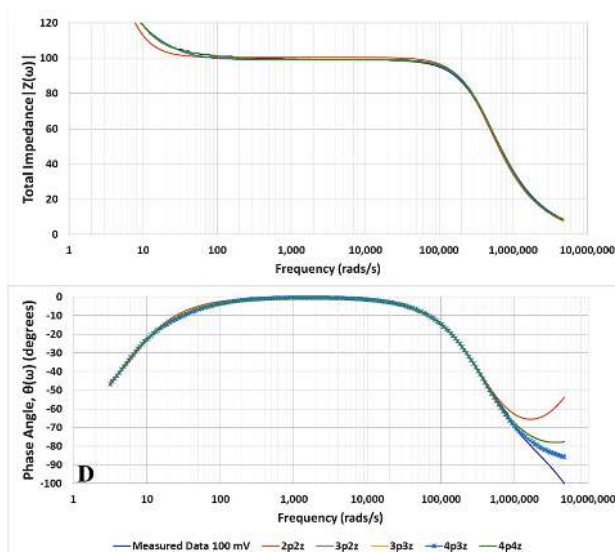 Total Impedance |Z(ω)|
120
100
80
60
40
20
0
1 10 100 1,000 10,000 100,000 1,000,000 10,000,000
Frequency (rads/s)
Phase Angle, θ(ω) (degrees)
0
-10
-20
-30
-40
-50
-60
-70
-80
-90
-100
D
1 10 100 1,000 10,000 100,000 1,000,000 10,000,000
Frequency (rads/s)
Measured Data 100 mV 2p2z 3p2z 3p3z 4p3z 4p4z